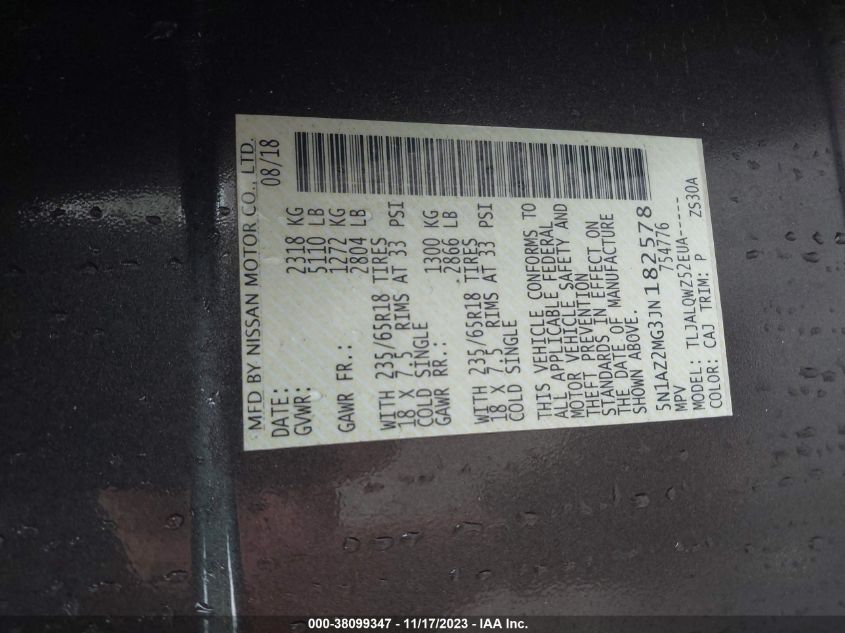 MFD BY NISSAN MOTOR CO., LTD.
DATE: 08/18
GVWR: 2318 KG
5110 LB
GAWR FR.: 1272 KG
2804 LB
WITH 235/65R18 TIRES
18 X 7.5 RIMS AT 33 PSI
COLD SINGLE
GAWR RR.: 1300 KG
2866 LB
WITH 235/65R18 TIRES
18 X 7.5 RIMS AT 33 PSI
COLD SINGLE
THIS VEHICLE CONFORMS TO
ALL APPLICABLE FEDERAL
MOTOR VEHICLE SAFETY AND
THEFT PREVENTION
STANDARDS IN EFFECT ON
THE DATE OF MANUFACTURE
SHOWN ABOVE.
5N1AZ2MG3JN182578
MPV 754776
MODEL: TLJALQWZ52EUA-----
COLOR: CAJ TRIM: P ZS30A
000-38099347 - 11/17/2023 - IAA Inc.